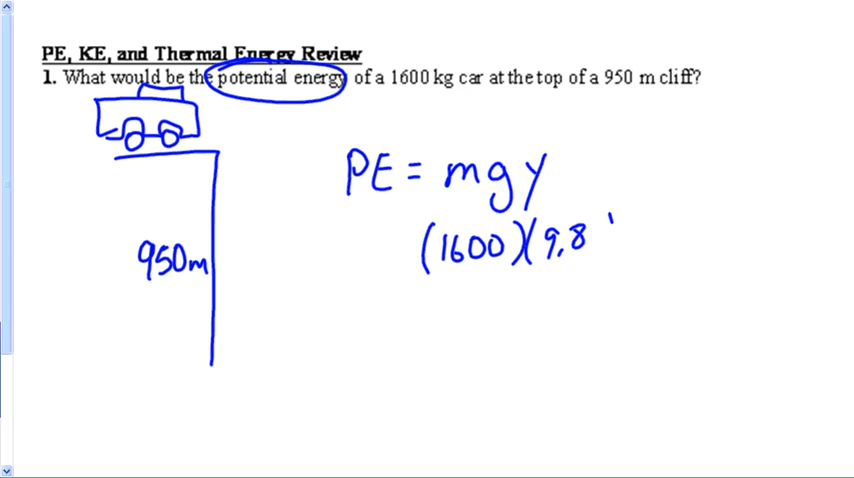 PE, KE, and Thermal Energy Review
1. What would be the potential energy of a 1600 kg car at the top of a 950 m cliff?
PE = mgy
(1600)(9.8
950m